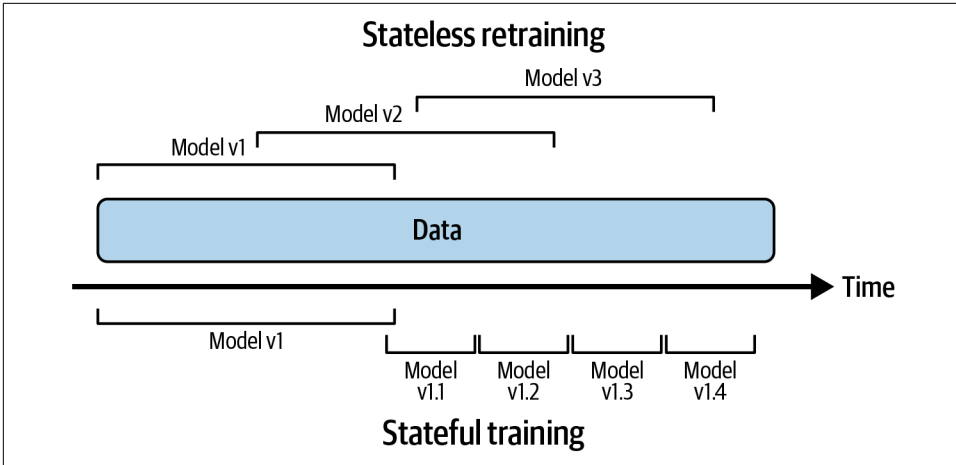 Stateless retraining
Model v3
Model v2
Model v1
Data
Time
Model v1
Model
v1.1
Model
v1.2
Model
v1.3
Model
v1.4
Stateful training